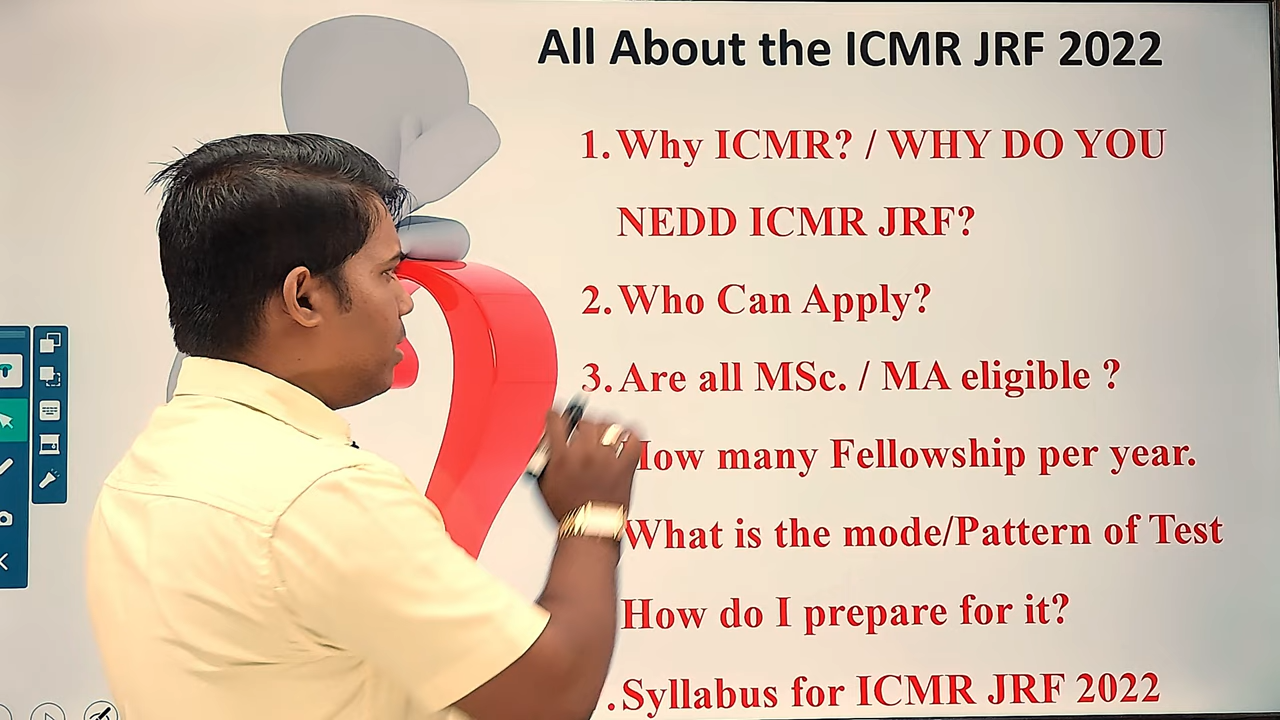 All About the ICMR JRF 2022
1. Why ICMR? / WHY DO YOU
NEDD ICMR JRF?
2. Who Can Apply?
3. Are all MSc. / MA eligible ?
How many Fellowship per year.
What is the mode/Pattern of Test
How do I prepare for it?
. Syllabus for ICMR JRF 2022